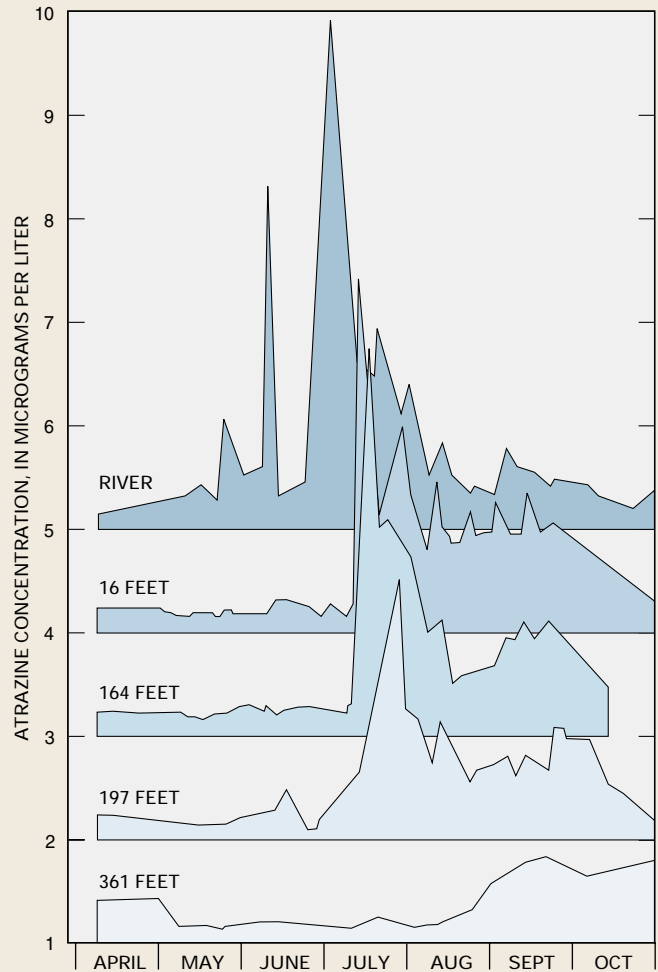 ATRAZINE CONCENTRATION, IN MICROGRAMS PER LITER
10
9
8
7
6
5
4
3
2
1
RIVER
16 FEET
164 FEET
197 FEET
361 FEET
APRIL MAY JUNE JULY AUG SEPT OCT